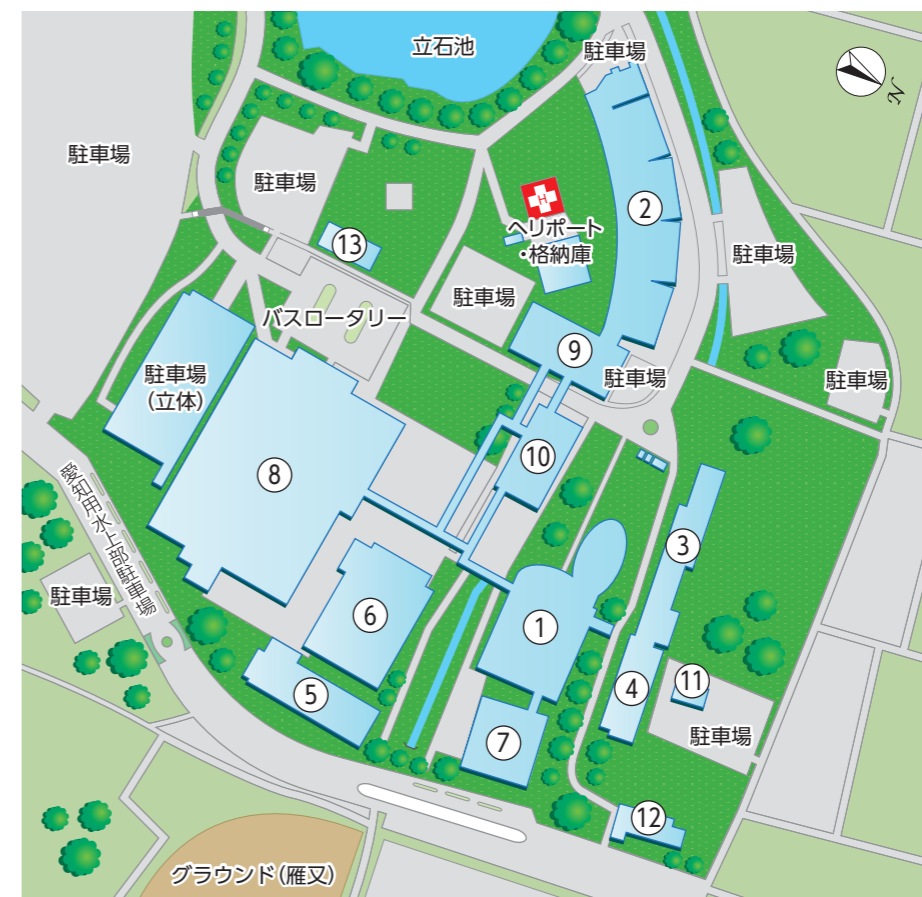 立石池
駐車場
N
駐車場
駐車場
②
H
ヘリポート
・格納庫
⑬
駐車場
駐車場
バスロータリー
⑨
駐車場
(立体)
駐車場
駐車場
⑩
⑧
愛知用水上部駐車場
③
駐車場
⑥
①
⑤
④
⑪
⑦
駐車場
⑫
グラウンド(雁又)